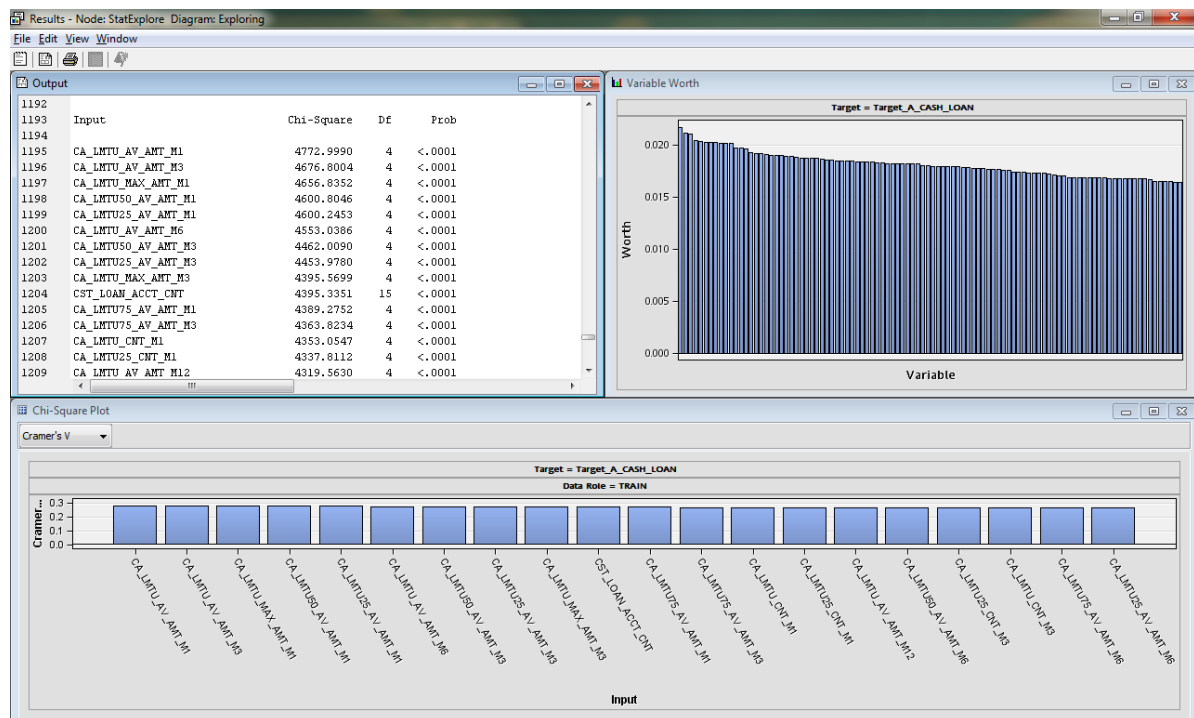 Results - Node: StatExplore  Diagram: Exploring
File Edit View Window
Output
1192
1193 Input Chi-Square Df Prob
1194
1195 CA_LMTU_AV_AMT_M1 4772.9990 4 <.0001
1196 CA_LMTU_AV_AMT_M3 4676.8004 4 <.0001
1197 CA_LMTU_MAX_AMT_M1 4656.8352 4 <.0001
1198 CA_LMTU50_AV_AMT_M1 4600.8046 4 <.0001
1199 CA_LMTU25_AV_AMT_M1 4600.2453 4 <.0001
1200 CA_LMTU_AV_AMT_M6 4553.0386 4 <.0001
1201 CA_LMTU50_AV_AMT_M3 4462.0090 4 <.0001
1202 CA_LMTU25_AV_AMT_M3 4453.9780 4 <.0001
1203 CA_LMTU_MAX_AMT_M3 4395.5699 4 <.0001
1204 CST_LOAN_ACCT_CNT 4395.3351 15 <.0001
1205 CA_LMTU75_AV_AMT_M1 4389.2752 4 <.0001
1206 CA_LMTU75_AV_AMT_M3 4363.8234 4 <.0001
1207 CA_LMTU_CNT_M1 4353.0547 4 <.0001
1208 CA_LMTU25_CNT_M1 4337.8112 4 <.0001
1209 CA_LMTU_AV_AMT_M12 4319.5630 4 <.0001
Variable Worth
Target = Target_A_CASH_LOAN
0.020
0.015
0.010
0.005
0.000
Worth
Variable
Chi-Square Plot
Cramer's V
Target = Target_A_CASH_LOAN
Data Role = TRAIN
0.3
0.2
0.1
0.0
Cramer...
CA_LMTU_AV_AMT_M1
CA_LMTU_AV_AMT_M3
CA_LMTU_MAX_AMT_M1
CA_LMTU50_AV_AMT_M1
CA_LMTU25_AV_AMT_M1
CA_LMTU_AV_AMT_M6
CA_LMTU50_AV_AMT_M3
CA_LMTU25_AV_AMT_M3
CA_LMTU_MAX_AMT_M3
CST_LOAN_ACCT_CNT
CA_LMTU75_AV_AMT_M1
CA_LMTU75_AV_AMT_M3
CA_LMTU_CNT_M1
CA_LMTU25_CNT_M1
CA_LMTU_AV_AMT_M12
CA_LMTU50_AV_AMT_M6
CA_LMTU25_CNT_M3
CA_LMTU_CNT_M3
CA_LMTU75_AV_AMT_M6
CA_LMTU25_AV_AMT_M6
Input